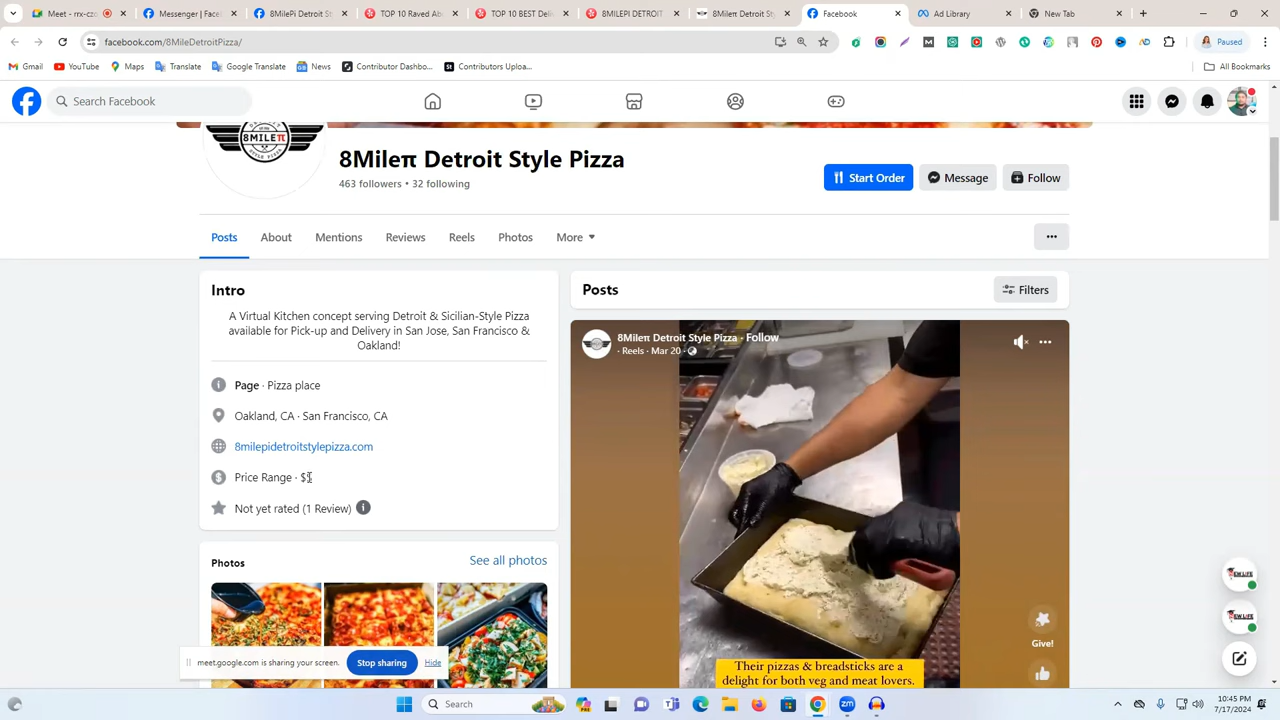 Meet - rrx-czc
Messenger | Fac
8Milepi Detroit St
TOP 10 Raved Abo
TOP 10 BEST Deliv
8MILEPI DETROIT
8Mileπ Detroit Sty
Facebook
Ad Library
New Tab
facebook.com/8MileDetroitPizza/
Paused
Gmail
YouTube
Maps
Translate
Google Translate
News
Contributor Dashbo...
Contributors Uploa...
All Bookmarks
Search Facebook
8MILEπ
8Mileπ Detroit Style Pizza
463 followers • 32 following
Start Order
Message
Follow
Posts
About
Mentions
Reviews
Reels
Photos
More
Intro
A Virtual Kitchen concept serving Detroit & Sicilian-Style Pizza
available for Pick-up and Delivery in San Jose, San Francisco &
Oakland!
Page · Pizza place
Oakland, CA · San Francisco, CA
8milepidetroitstylepizza.com
Price Range · $$
Not yet rated (1 Review)
Photos
See all photos
Posts
Filters
8Mileπ Detroit Style Pizza · Follow
· Reels · Mar 20 ·
Their pizzas & breadsticks are a
delight for both veg and meat lovers.
Give!
meet.google.com is sharing your screen.
Stop sharing
Hide
Search
10:45 PM
7/17/2024